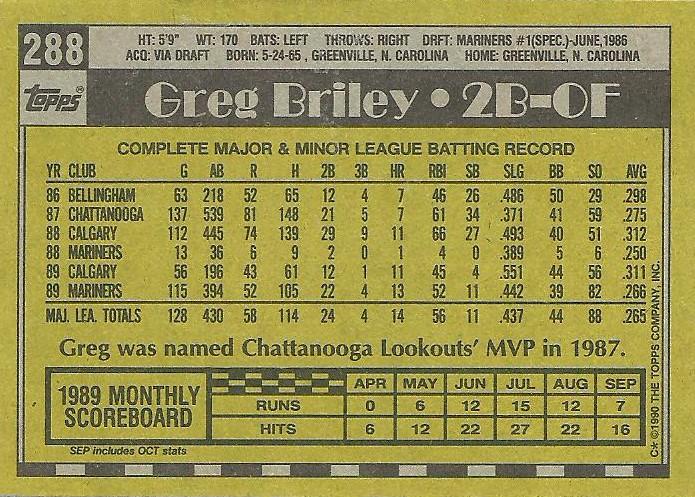 288
HT: 5'9" WT: 170 BATS: LEFT THROWS: RIGHT DRFT: MARINERS #1(SPEC.)-JUNE,1986
ACQ: VIA DRAFT BORN: 5-24-65 , GREENVILLE, N. CAROLINA HOME: GREENVILLE, N. CAROLINA
Topps®
Greg Briley • 2B-OF
COMPLETE MAJOR & MINOR LEAGUE BATTING RECORD
YR CLUB G AB R H 2B 3B HR RBI SB SLG BB SO AVG
86 BELLINGHAM 63 218 52 65 12 4 7 46 26 .486 50 29 .298
87 CHATTANOOGA 137 539 81 148 21 5 7 61 34 .371 41 59 .275
88 CALGARY 112 445 74 139 29 9 11 66 27 .493 40 51 .312
88 MARINERS 13 36 6 9 2 0 1 4 0 .389 5 6 .250
89 CALGARY 56 196 43 61 12 1 11 45 4 .551 44 56 .311
89 MARINERS 115 394 52 105 22 4 13 52 11 .442 39 82 .266
MAJ. LEA. TOTALS 128 430 58 114 24 4 14 56 11 .437 44 88 .265
Greg was named Chattanooga Lookouts' MVP in 1987.
1989 MONTHLY SCOREBOARD
APR MAY JUN JUL AUG SEP
RUNS 0 6 12 15 12 7
HITS 6 12 22 27 22 16
SEP includes OCT stats
C* ©1990 THE TOPPS COMPANY, INC.